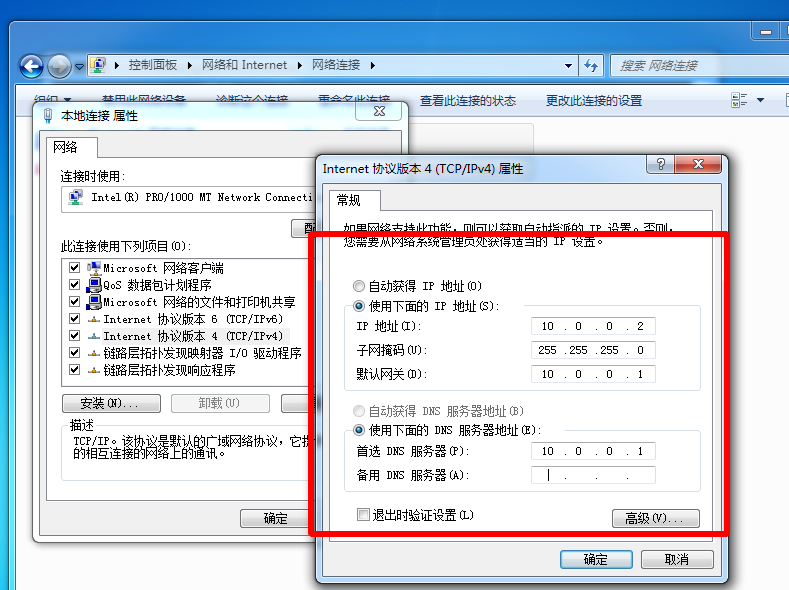 控制面板 网络和 Internet 网络连接
搜索 网络连接
组织 禁用此网络设备 诊断这个连接 重命名此连接 查看此连接的状态 更改此连接的设置
本地连接 属性
网络
连接时使用:
Intel(R) PRO/1000 MT Network Connecti
配
此连接使用下列项目(O):
Microsoft 网络客户端
QoS 数据包计划程序
Microsoft 网络的文件和打印机共享
Internet 协议版本 6 (TCP/IPv6)
Internet 协议版本 4 (TCP/IPv4)
链路层拓扑发现映射器 I/O 驱动程序
链路层拓扑发现响应程序
安装(N)... 卸载(U)
描述
TCP/IP。该协议是默认的广域网络协议，它提
的相互连接的网络上的通讯。
确定
Internet 协议版本 4 (TCP/IPv4) 属性
常规
如果网络支持此功能，则可以获取自动指派的 IP 设置。否则，
您需要从网络系统管理员处获得适当的 IP 设置。
自动获得 IP 地址(O)
使用下面的 IP 地址(S):
IP 地址(I): 10 . 0 . 0 . 2
子网掩码(U): 255 .255 .255 . 0
默认网关(D): 10 . 0 . 0 . 1
自动获得 DNS 服务器地址(B)
使用下面的 DNS 服务器地址(E):
首选 DNS 服务器(P): 10 . 0 . 0 . 1
备用 DNS 服务器(A): . . .
退出时验证设置(L)
高级(V)...
确定 取消